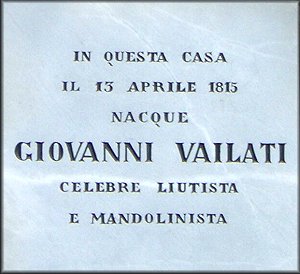 IN QUESTA CASA
IL 13 APRILE 1815
NACQUE
GIOVANNI VAILATI
CELEBRE LIUTISTA
E MANDOLINISTA